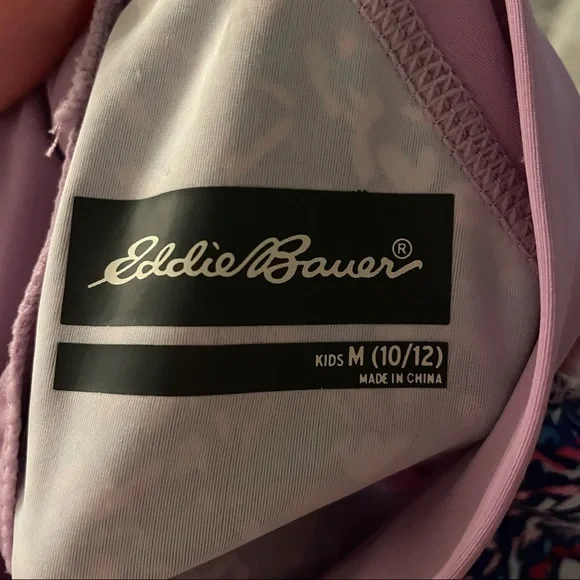 Eddie Bauer®
KIDS M (10/12)
MADE IN CHINA